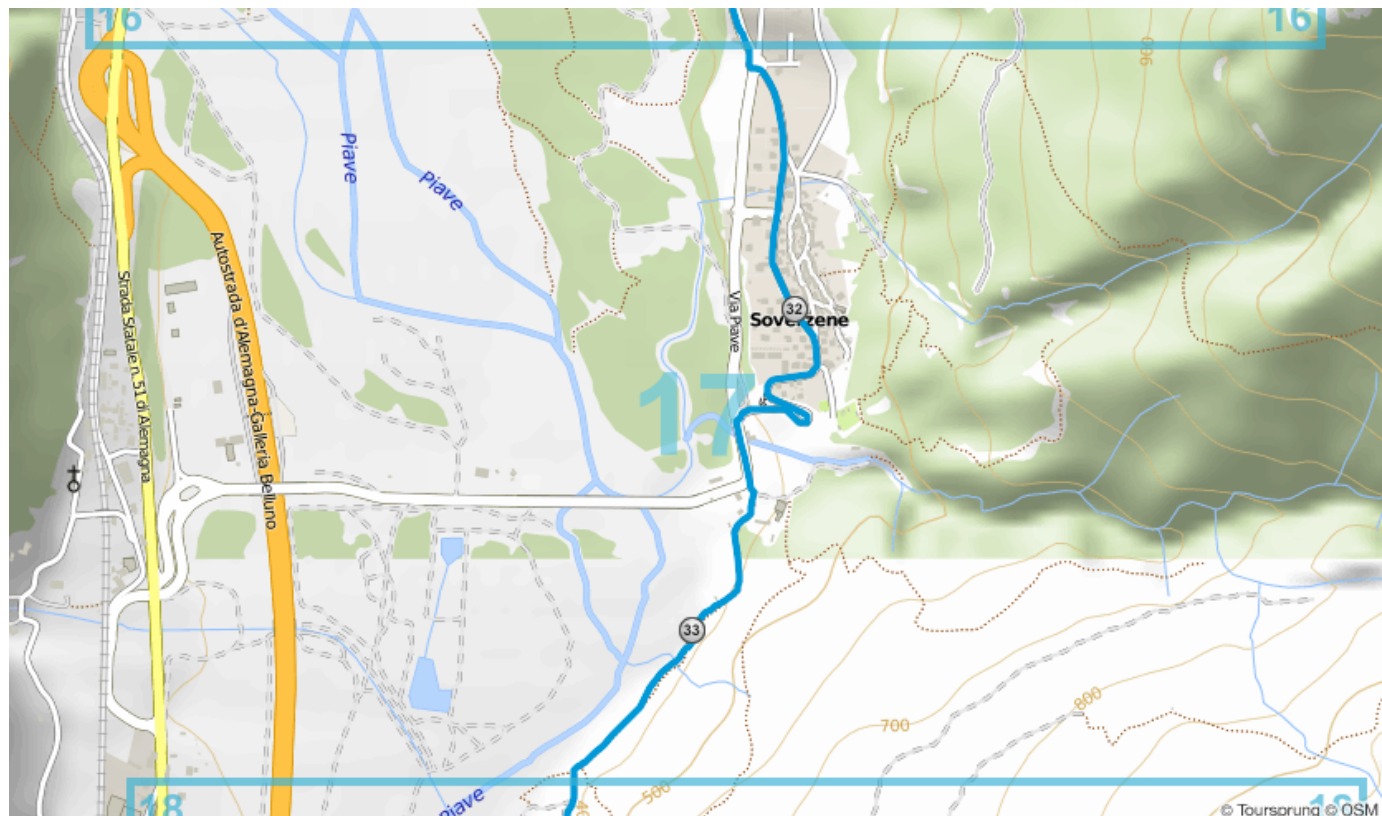 16
16
900
Piave
Piave
Autostrada d'Alemagna-Galleria Belluno
Strada Statale n. 51 di Alemagna
Via Piave
32
Soverzene
17
33
800
700
500
Piave
18
18
© Toursprung © OSM